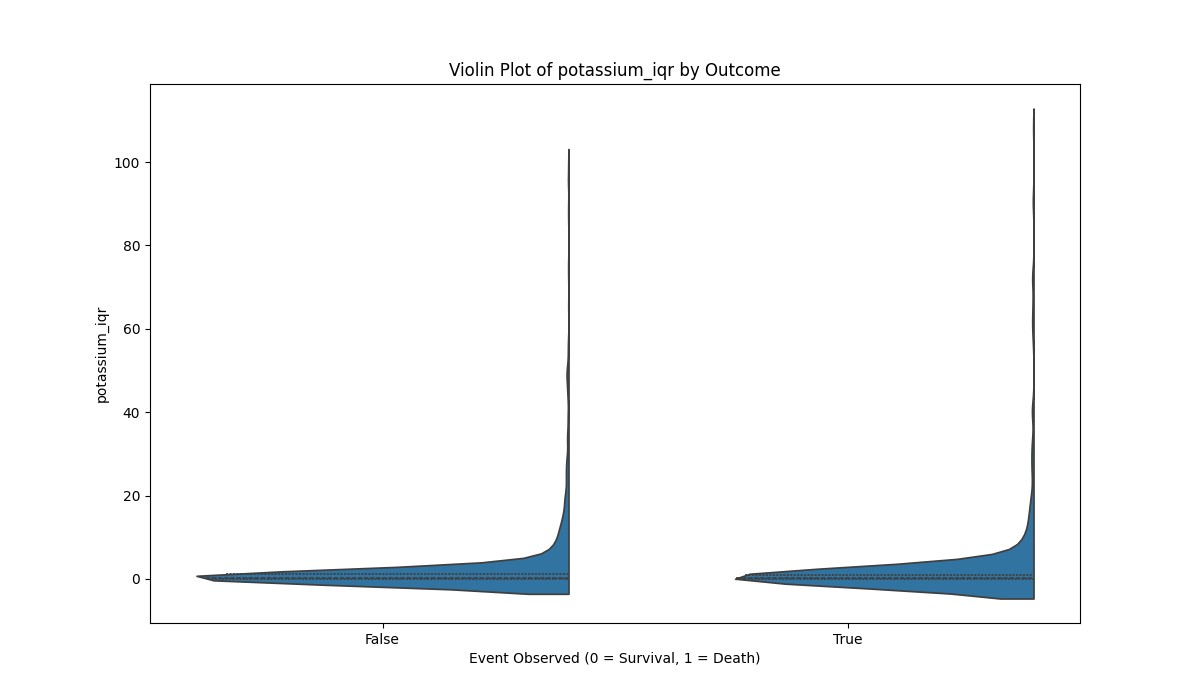 Violin Plot of potassium_iqr by Outcome
100
80
60
40
20
0
potassium_iqr
False
True
Event Observed (0 = Survival, 1 = Death)